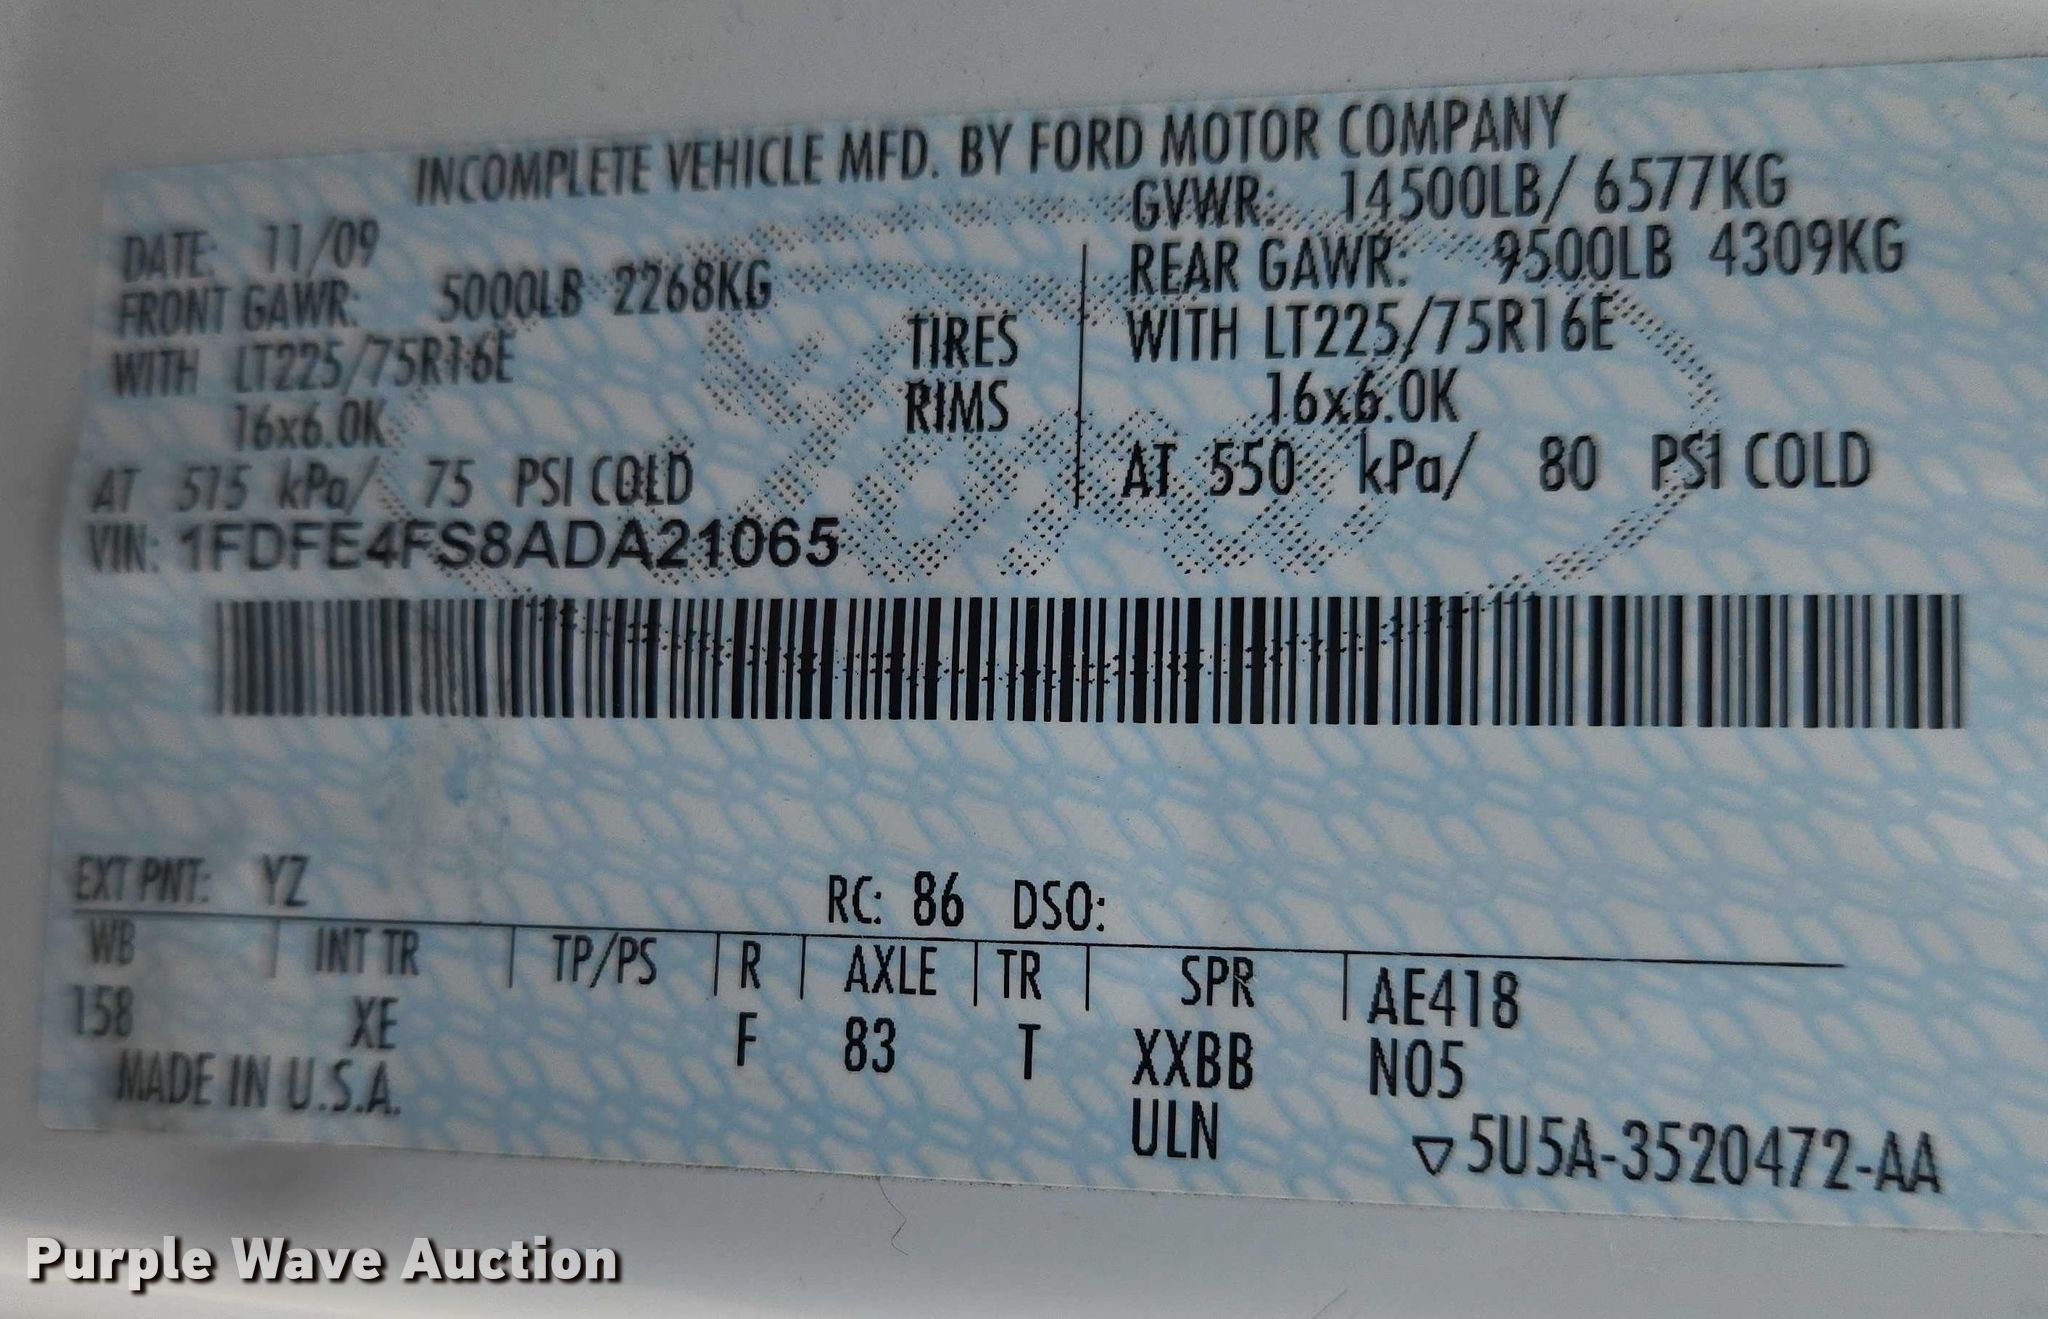 INCOMPLETE VEHICLE MFD. BY FORD MOTOR COMPANY
DATE: 11/09 GVWR: 14500LB/ 6577KG
FRONT GAWR: 5000LB 2268KG REAR GAWR: 9500LB 4309KG
WITH LT225/75R16E TIRES WITH LT225/75R16E
16x6.0K RIMS 16x6.0K
AT 515 kPa/ 75 PSI COLD AT 550 kPa/ 80 PSI COLD
VIN: 1FDFE4FS8ADA21065
EXT PNT: YZ RC: 86 DSO:
WB INT TR TP/PS R AXLE TR SPR AE418
158 XE F 83 T XXBB N05
MADE IN U.S.A. ULN
5U5A-3520472-AA
Purple Wave Auction